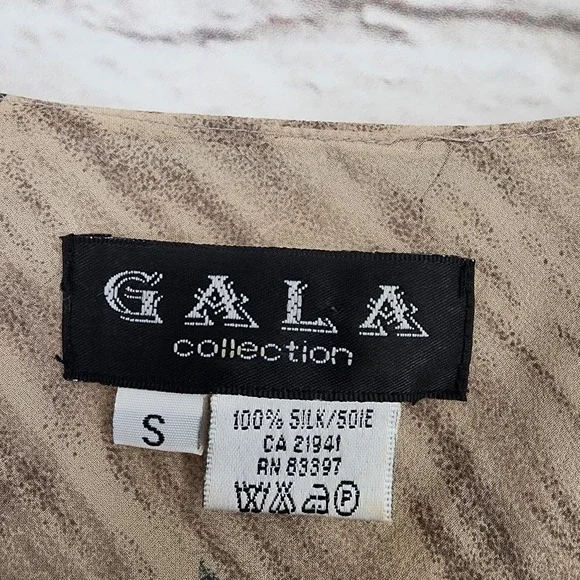 GALA
collection
S
100% SILK/SOIE
CA 21941
RN 83397
P